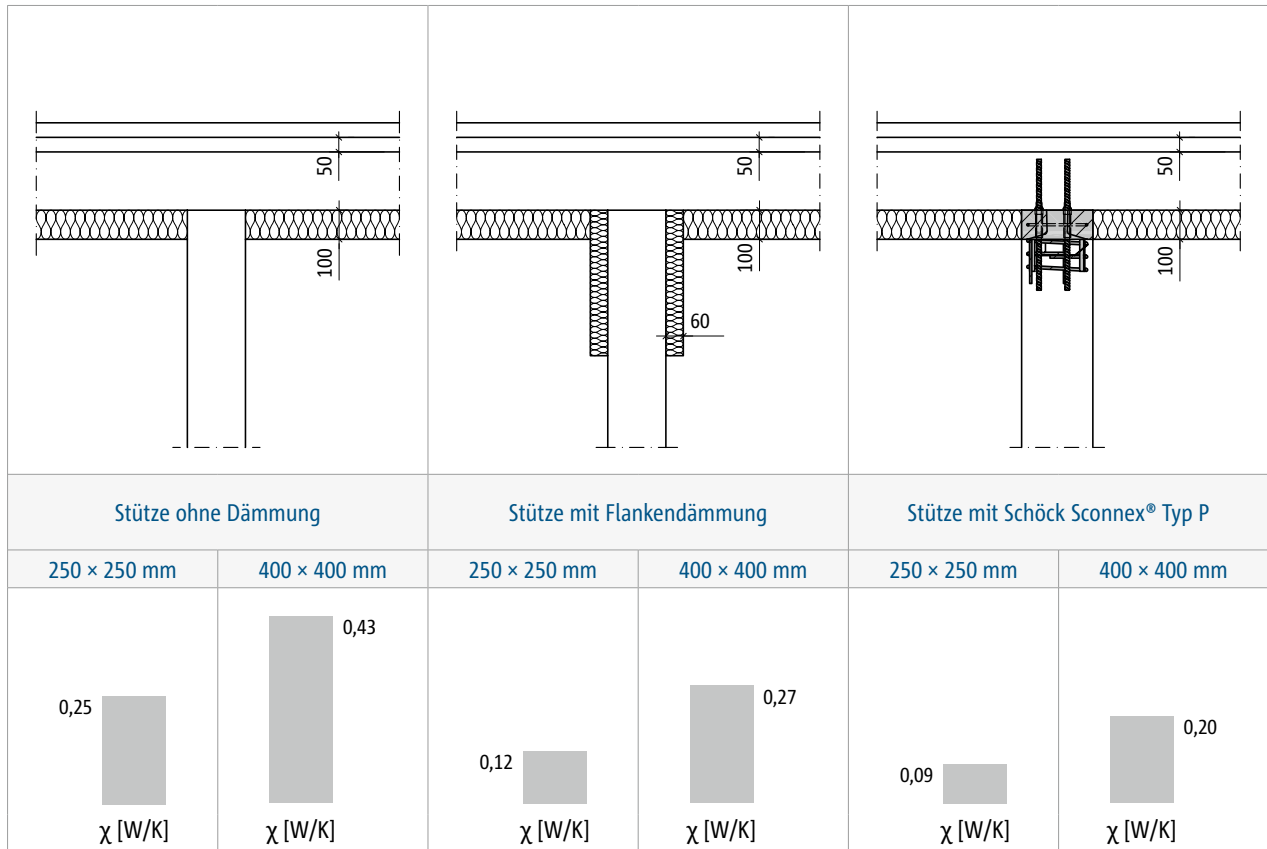 50
100
50
100
60
50
100
Stütze ohne Dämmung
Stütze mit Flankendämmung
Stütze mit Schöck Sconnex® Typ P
250 × 250 mm
400 × 400 mm
250 × 250 mm
400 × 400 mm
250 × 250 mm
400 × 400 mm
0,25
0,43
0,12
0,27
0,09
0,20
χ [W/K]
χ [W/K]
χ [W/K]
χ [W/K]
χ [W/K]
χ [W/K]